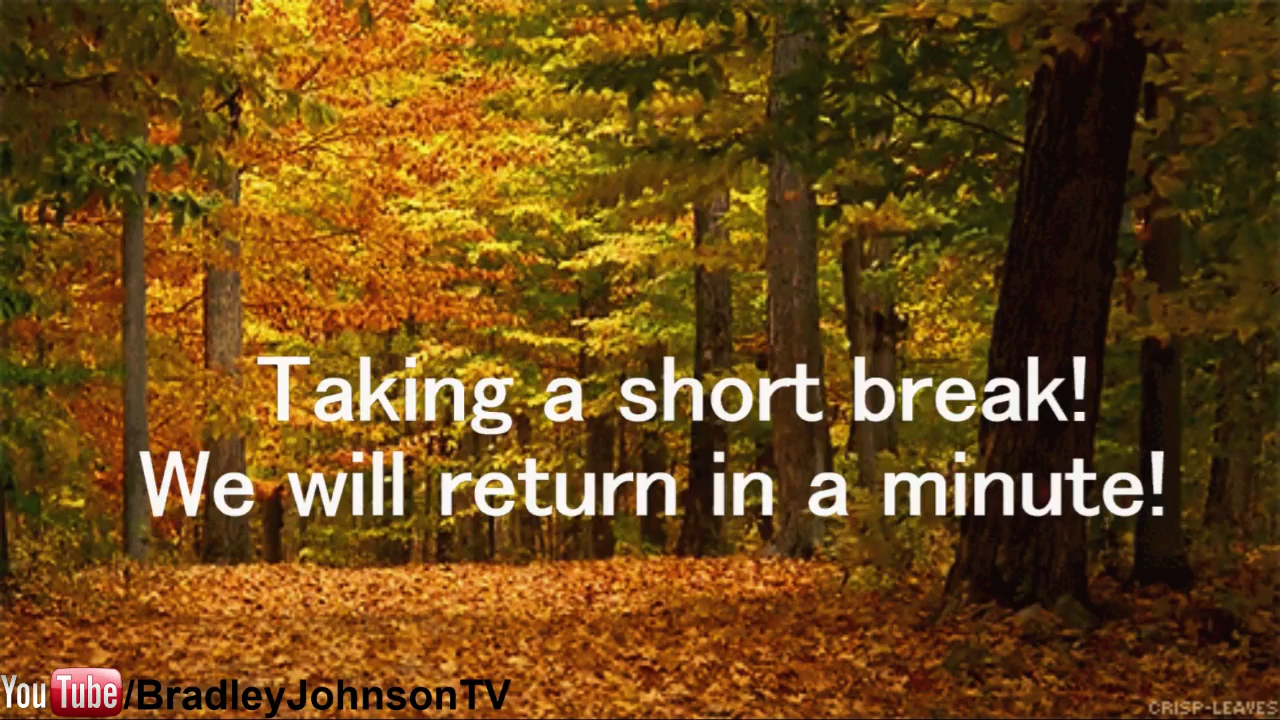 Taking a short break!
We will return in a minute!
YouTube/BradleyJohnsonTV
CRISP-LEAVES